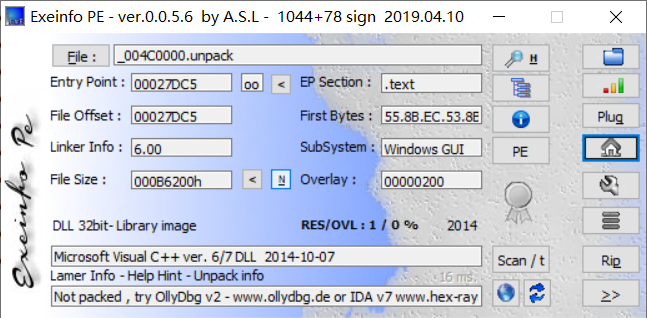 Exeinfo PE - ver.0.0.5.6 by A.S.L - 1044+78 sign 2019.04.10
File : _004C0000.unpack H
Entry Point : 00027DC5 oo < EP Section : .text
File Offset : 00027DC5 First Bytes : 55.8B.EC.53.8B Plug
Linker Info : 6.00 SubSystem : Windows GUI PE
File Size : 000B6200h < N Overlay : 00000200
Exeinfo Pe
DLL 32bit- Library image RES/OVL : 1 / 0 % 2014
Microsoft Visual C++ ver. 6/7 DLL 2014-10-07 Scan / t Rip
Lamer Info - Help Hint - Unpack info 16 ms.
Not packed , try OllyDbg v2 - www.ollydbg.de or IDA v7 www.hex-ray >>